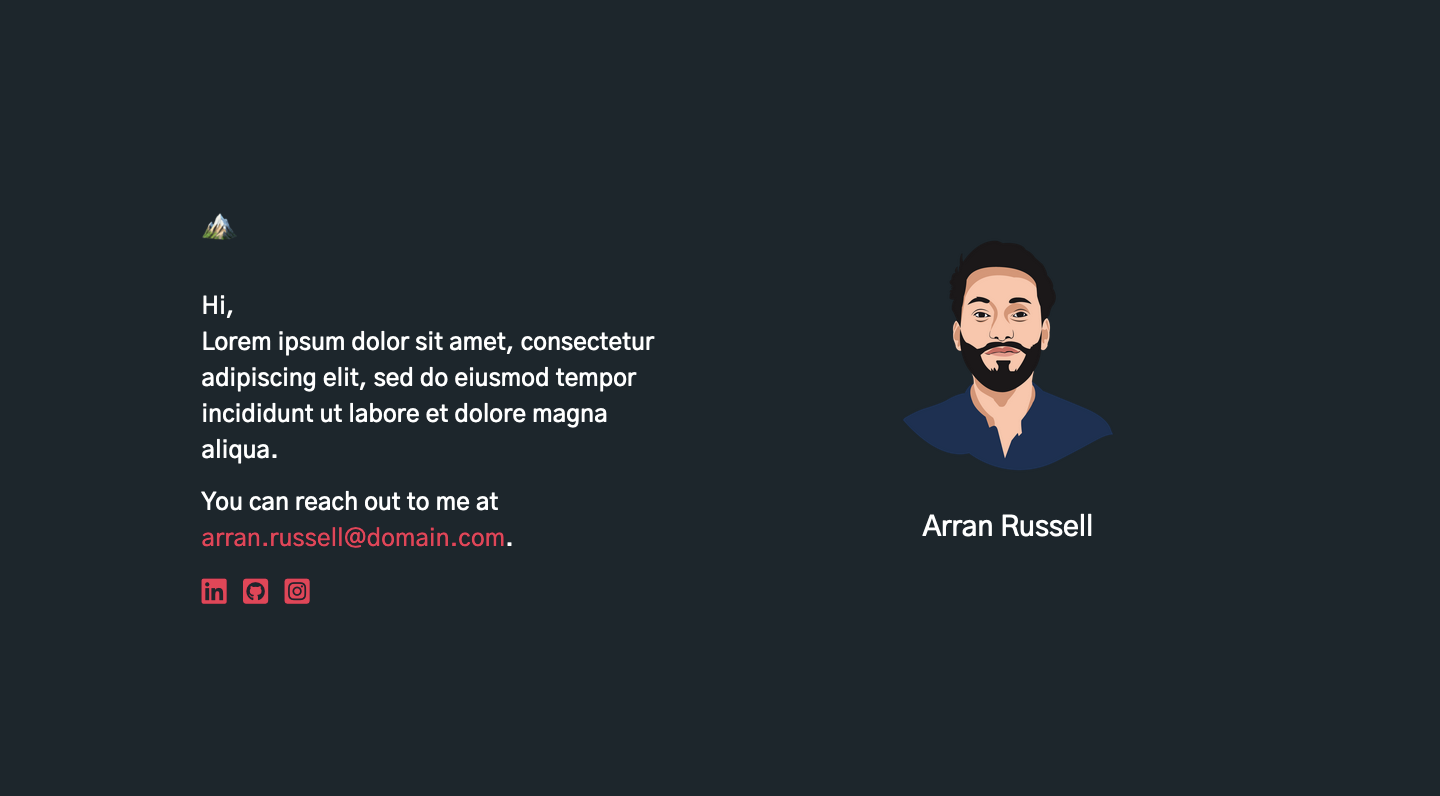 Hi,
Lorem ipsum dolor sit amet, consectetur
adipiscing elit, sed do eiusmod tempor
incididunt ut labore et dolore magna
aliqua.
You can reach out to me at
arran.russell@domain.com.
in
Arran Russell